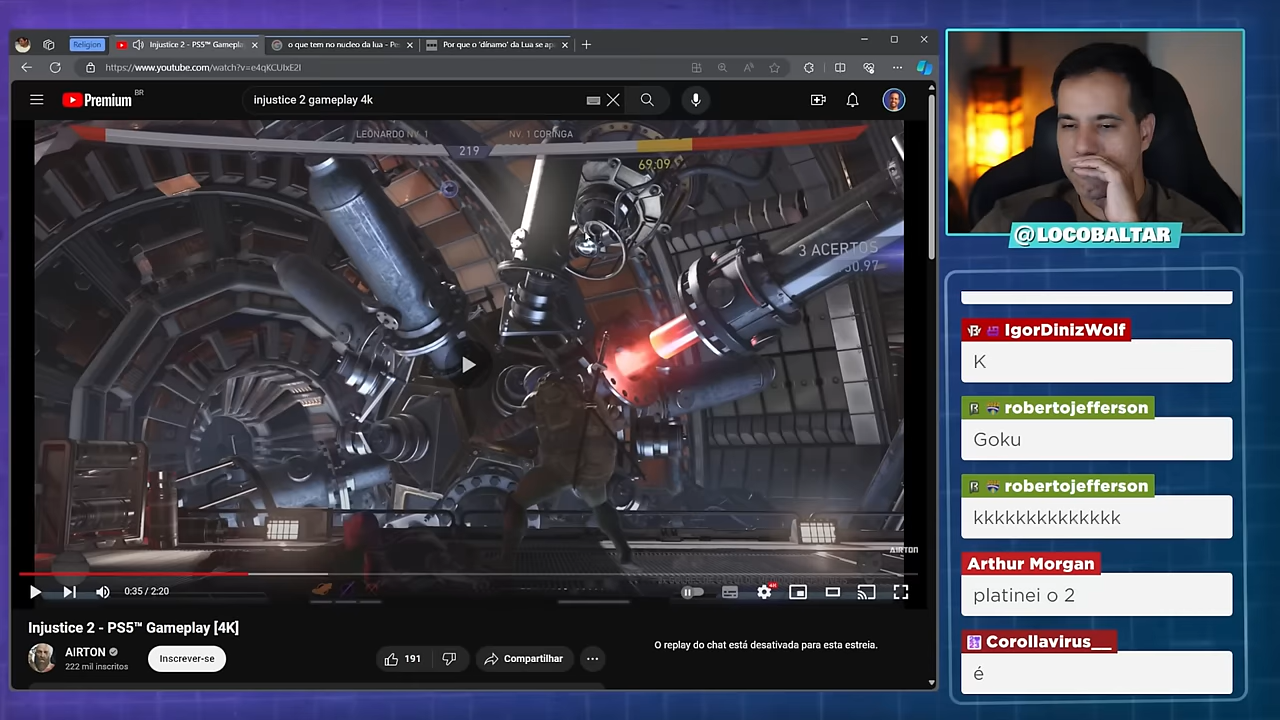 Religion
Injustice 2 - PS5™ Gamepla
o que tem no nucleo da lua - Pe
Por que o 'dínamo' da Lua se ap
https://www.youtube.com/watch?v=e4qKCUlxE2I
Premium BR
injustice 2 gameplay 4k
LEONARDO NV. 1
219
NV. 1 CORINGA
69:09
3 ACERTOS
AIRTON
0:35 / 2:20
Injustice 2 - PS5™ Gameplay [4K]
AIRTON
222 mil inscritos
Inscrever-se
191
Compartilhar
O replay do chat está desativada para esta estreia.
@LOCOBALTAR
IgorDinizWolf
K
robertojefferson
Goku
robertojefferson
kkkkkkkkkkkkkk
Arthur Morgan
platinei o 2
Corollavirus__
é